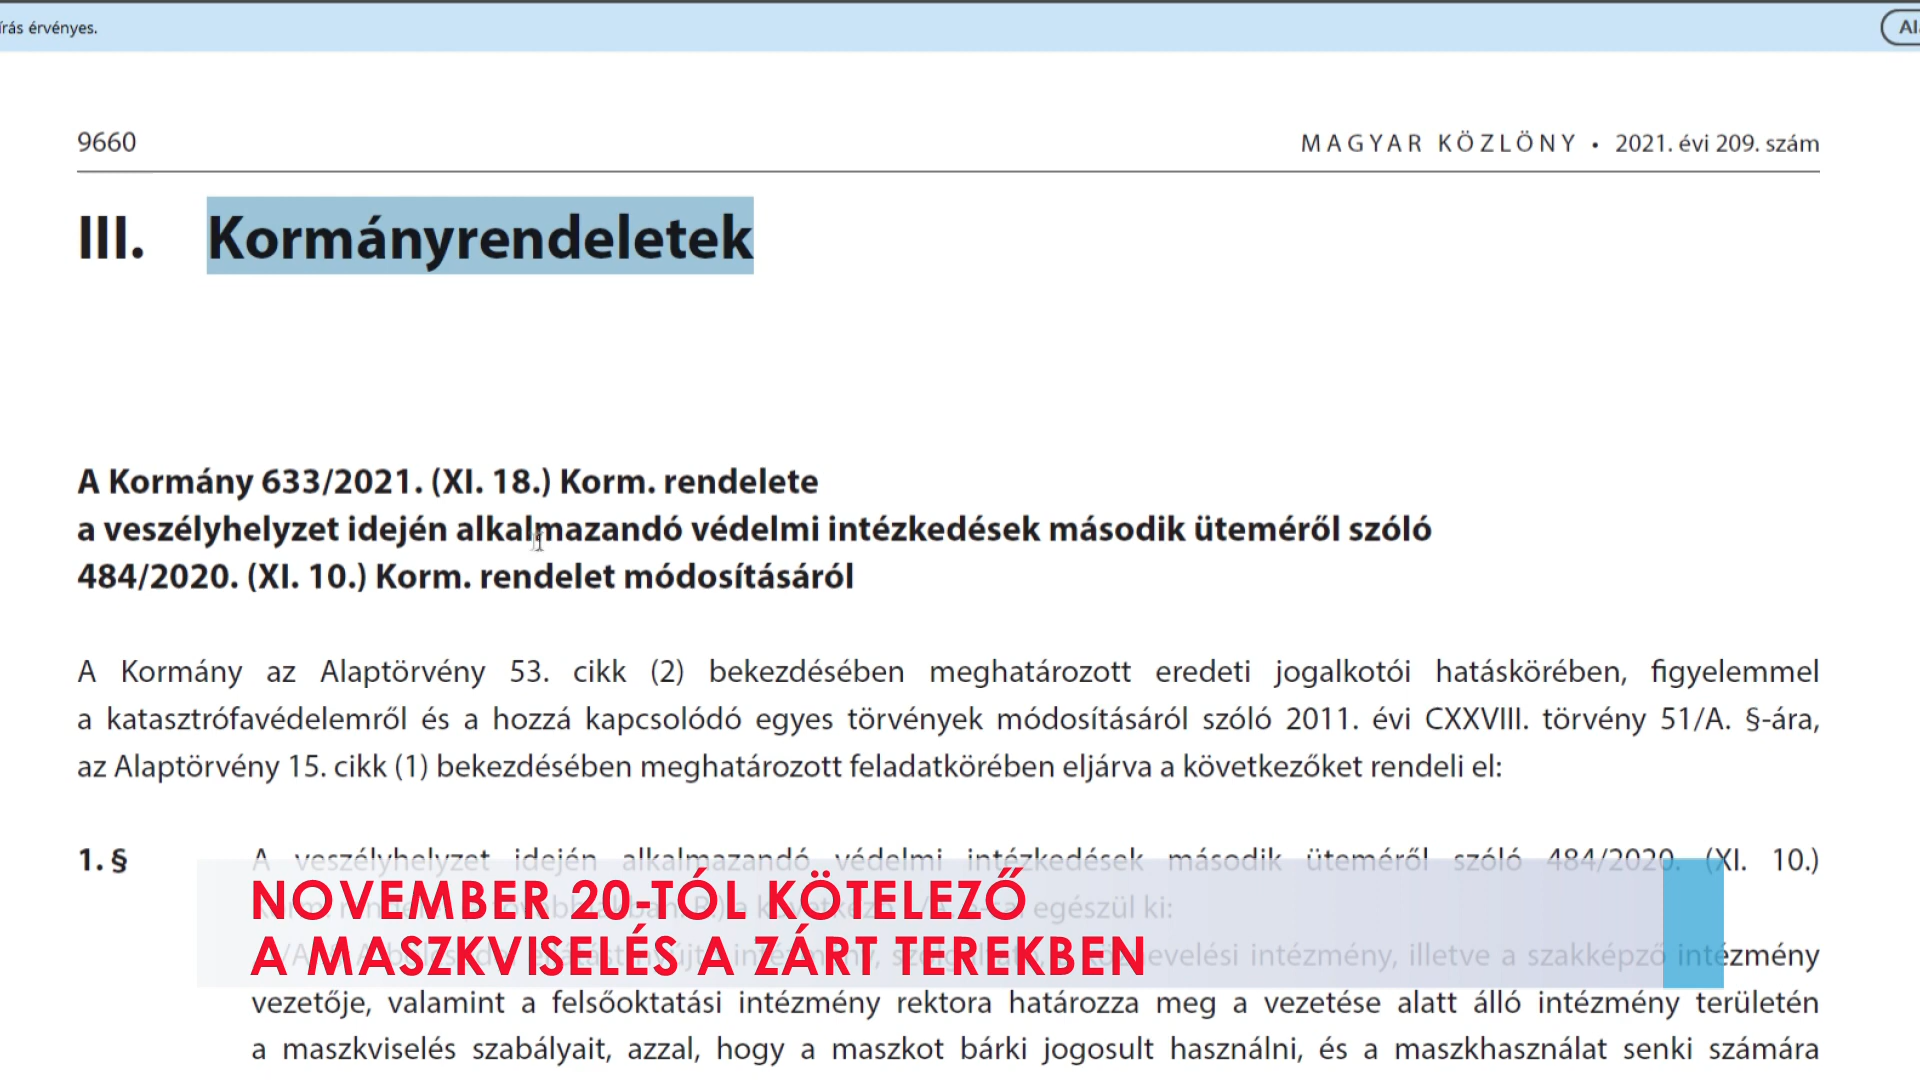 írás érvényes.
9660
MAGYAR KÖZLÖNY • 2021. évi 209. szám
III. Kormányrendeletek
A Kormány 633/2021. (XI. 18.) Korm. rendelete
a veszélyhelyzet idején alkalmazandó védelmi intézkedések második üteméről szóló
484/2020. (XI. 10.) Korm. rendelet módosításáról
A Kormány az Alaptörvény 53. cikk (2) bekezdésében meghatározott eredeti jogalkotói hatáskörében, figyelemmel
a katasztrófavédelemről és a hozzá kapcsolódó egyes törvények módosításáról szóló 2011. évi CXXVIII. törvény 51/A. §-ára,
az Alaptörvény 15. cikk (1) bekezdésében meghatározott feladatkörében eljárva a következőket rendeli el:
1. § A veszélyhelyzet idején alkalmazandó védelmi intézkedések második üteméről szóló 484/2020. (XI. 10.)
egészül ki:
NOVEMBER 20-TÓL KÖTELEZŐ
A MASZKVISELÉS A ZÁRT TEREKBEN
intézmény, illetve a szakképző intézmény
vezetője, valamint a felsőoktatási intézmény rektora határozza meg a vezetése alatt álló intézmény területén
a maszkviselés szabályait, azzal, hogy a maszkot bárki jogosult használni, és a maszkhasználat senki számára